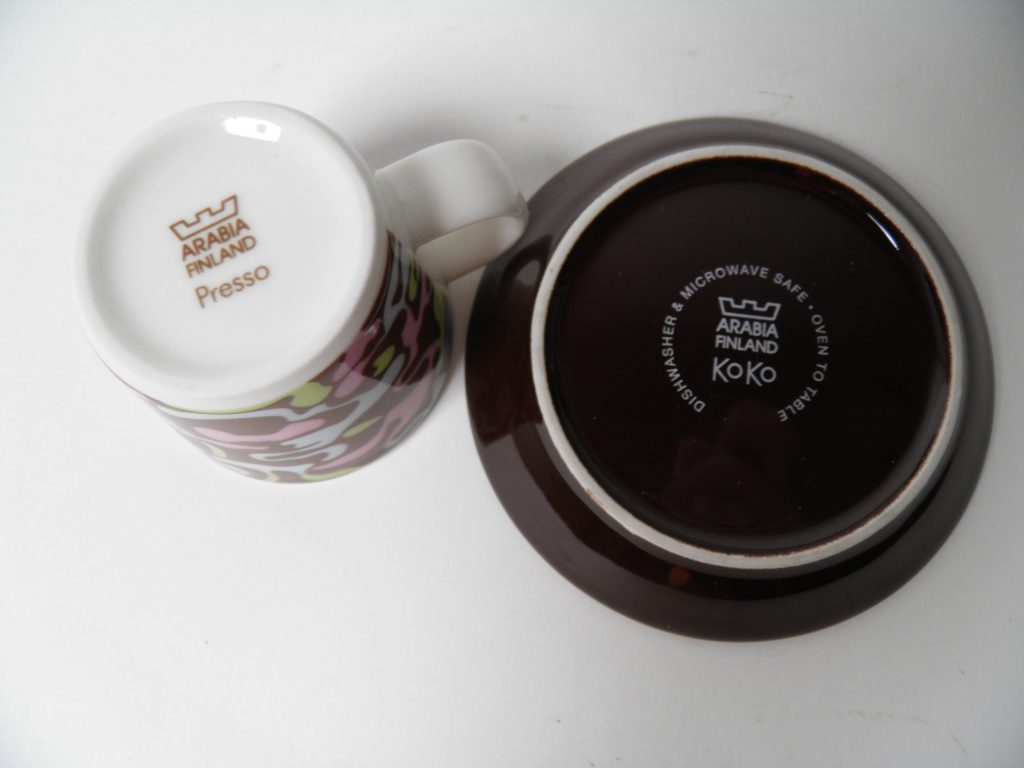 ARABIA
FINLAND
Presso
DISHWASHER & MICROWAVE SAFE • OVEN TO TABLE
ARABIA
FINLAND
KoKo